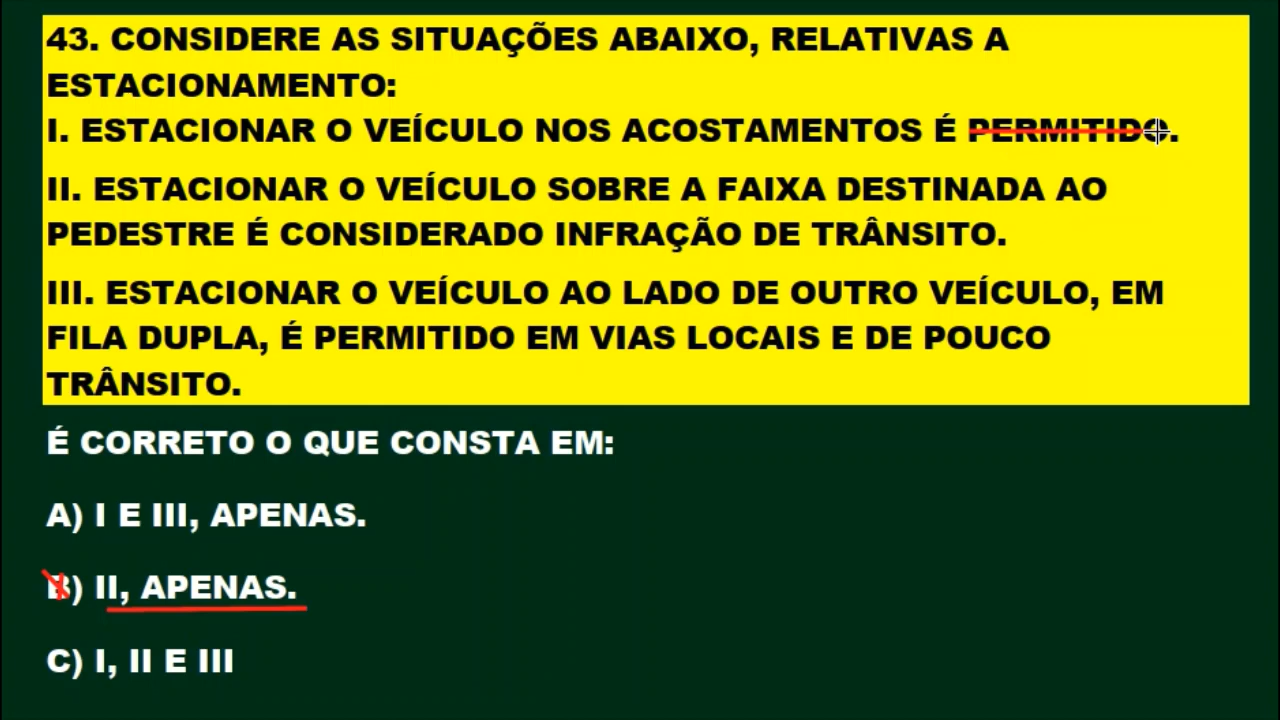 43. CONSIDERE AS SITUAÇÕES ABAIXO, RELATIVAS A
ESTACIONAMENTO:
I. ESTACIONAR O VEÍCULO NOS ACOSTAMENTOS É PERMITIDO.
II. ESTACIONAR O VEÍCULO SOBRE A FAIXA DESTINADA AO
PEDESTRE É CONSIDERADO INFRAÇÃO DE TRÂNSITO.
III. ESTACIONAR O VEÍCULO AO LADO DE OUTRO VEÍCULO, EM
FILA DUPLA, É PERMITIDO EM VIAS LOCAIS E DE POUCO
TRÂNSITO.
É CORRETO O QUE CONSTA EM:
A) I E III, APENAS.
B) II, APENAS.
C) I, II E III